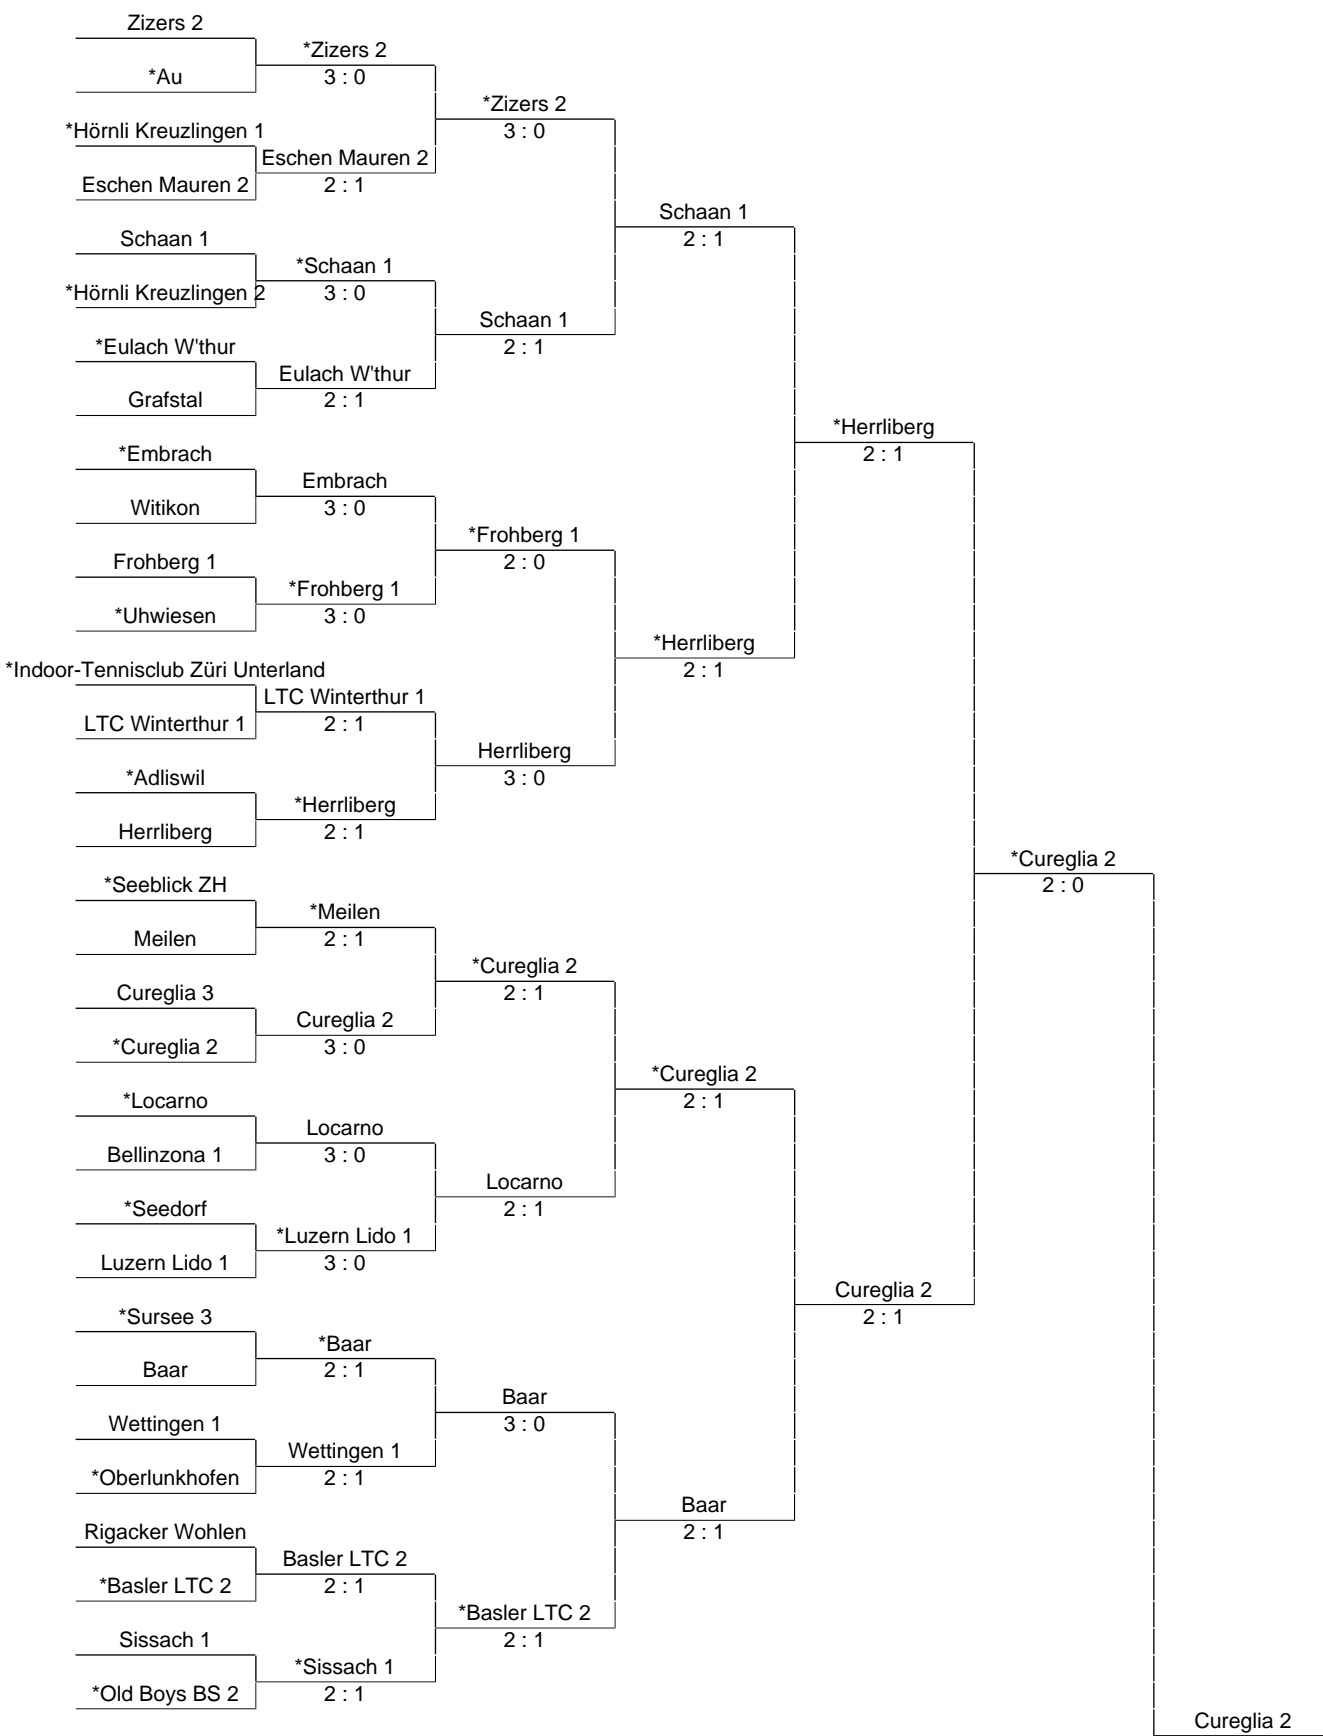 Zizers 2
*Zizers 2
*Au
3 : 0
*Zizers 2
*Hörnli Kreuzlingen 1
3 : 0
Eschen Mauren 2
Eschen Mauren 2
2 : 1
Schaan 1
Schaan 1
2 : 1
*Schaan 1
*Hörnli Kreuzlingen 2
3 : 0
Schaan 1
*Eulach W'thur
2 : 1
Eulach W'thur
Grafstal
2 : 1
*Herrliberg
*Embrach
2 : 1
Embrach
Witikon
3 : 0
*Frohberg 1
Frohberg 1
2 : 0
*Frohberg 1
*Uhwiesen
3 : 0
*Herrliberg
*Indoor-Tennisclub Züri Unterland
2 : 1
LTC Winterthur 1
LTC Winterthur 1
2 : 1
Herrliberg
*Adliswil
3 : 0
*Herrliberg
Herrliberg
2 : 1
*Cureglia 2
*Seeblick ZH
2 : 0
*Meilen
Meilen
2 : 1
*Cureglia 2
Cureglia 3
2 : 1
Cureglia 2
*Cureglia 2
3 : 0
*Cureglia 2
*Locarno
2 : 1
Locarno
Bellinzona 1
3 : 0
Locarno
*Seedorf
2 : 1
*Luzern Lido 1
Luzern Lido 1
3 : 0
Cureglia 2
*Sursee 3
2 : 1
*Baar
Baar
2 : 1
Baar
Wettingen 1
3 : 0
Wettingen 1
*Oberlunkhofen
2 : 1
Baar
Rigacker Wohlen
2 : 1
Basler LTC 2
*Basler LTC 2
2 : 1
*Basler LTC 2
Sissach 1
2 : 1
*Sissach 1
*Old Boys BS 2
2 : 1
Cureglia 2